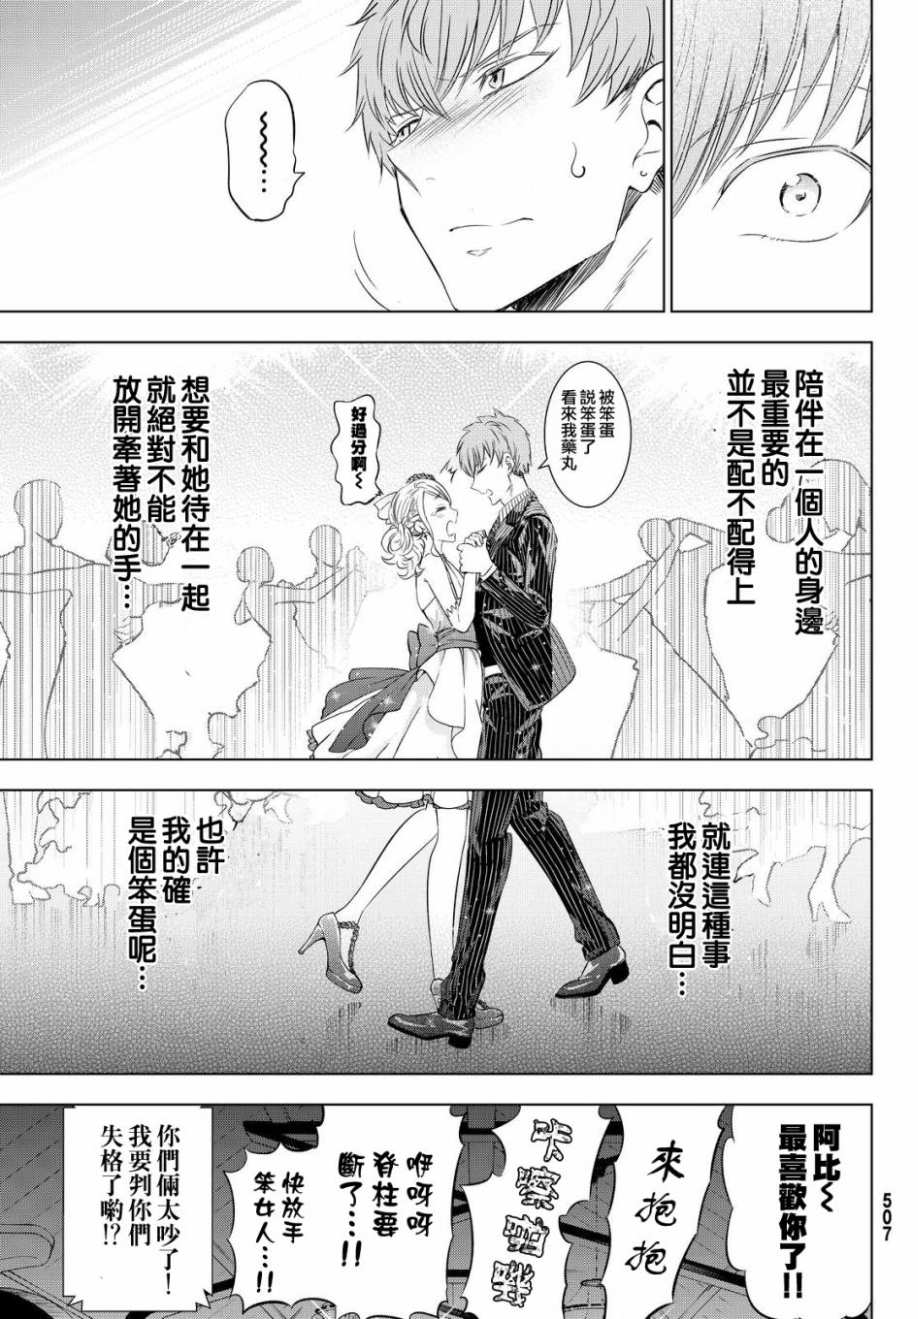 ~~~~~~…
陪伴在一個人的身邊
最重要的
並不是配不配得上
被笨蛋
說笨蛋了
看來我藥丸
好過分啊~
想要和她待在一起
就絕對不能
放開牽著她的手…
就連這種事
我都沒明白…
也許
我的確
是個笨蛋呢…
阿比~
最喜歡你了!!
來抱抱
咔嚓啪嘰
咿呀呀
脊柱要
斷了…!!
快放手
笨女人…!!
你們倆太吵了!
我要判你們
失格了喲!?
507